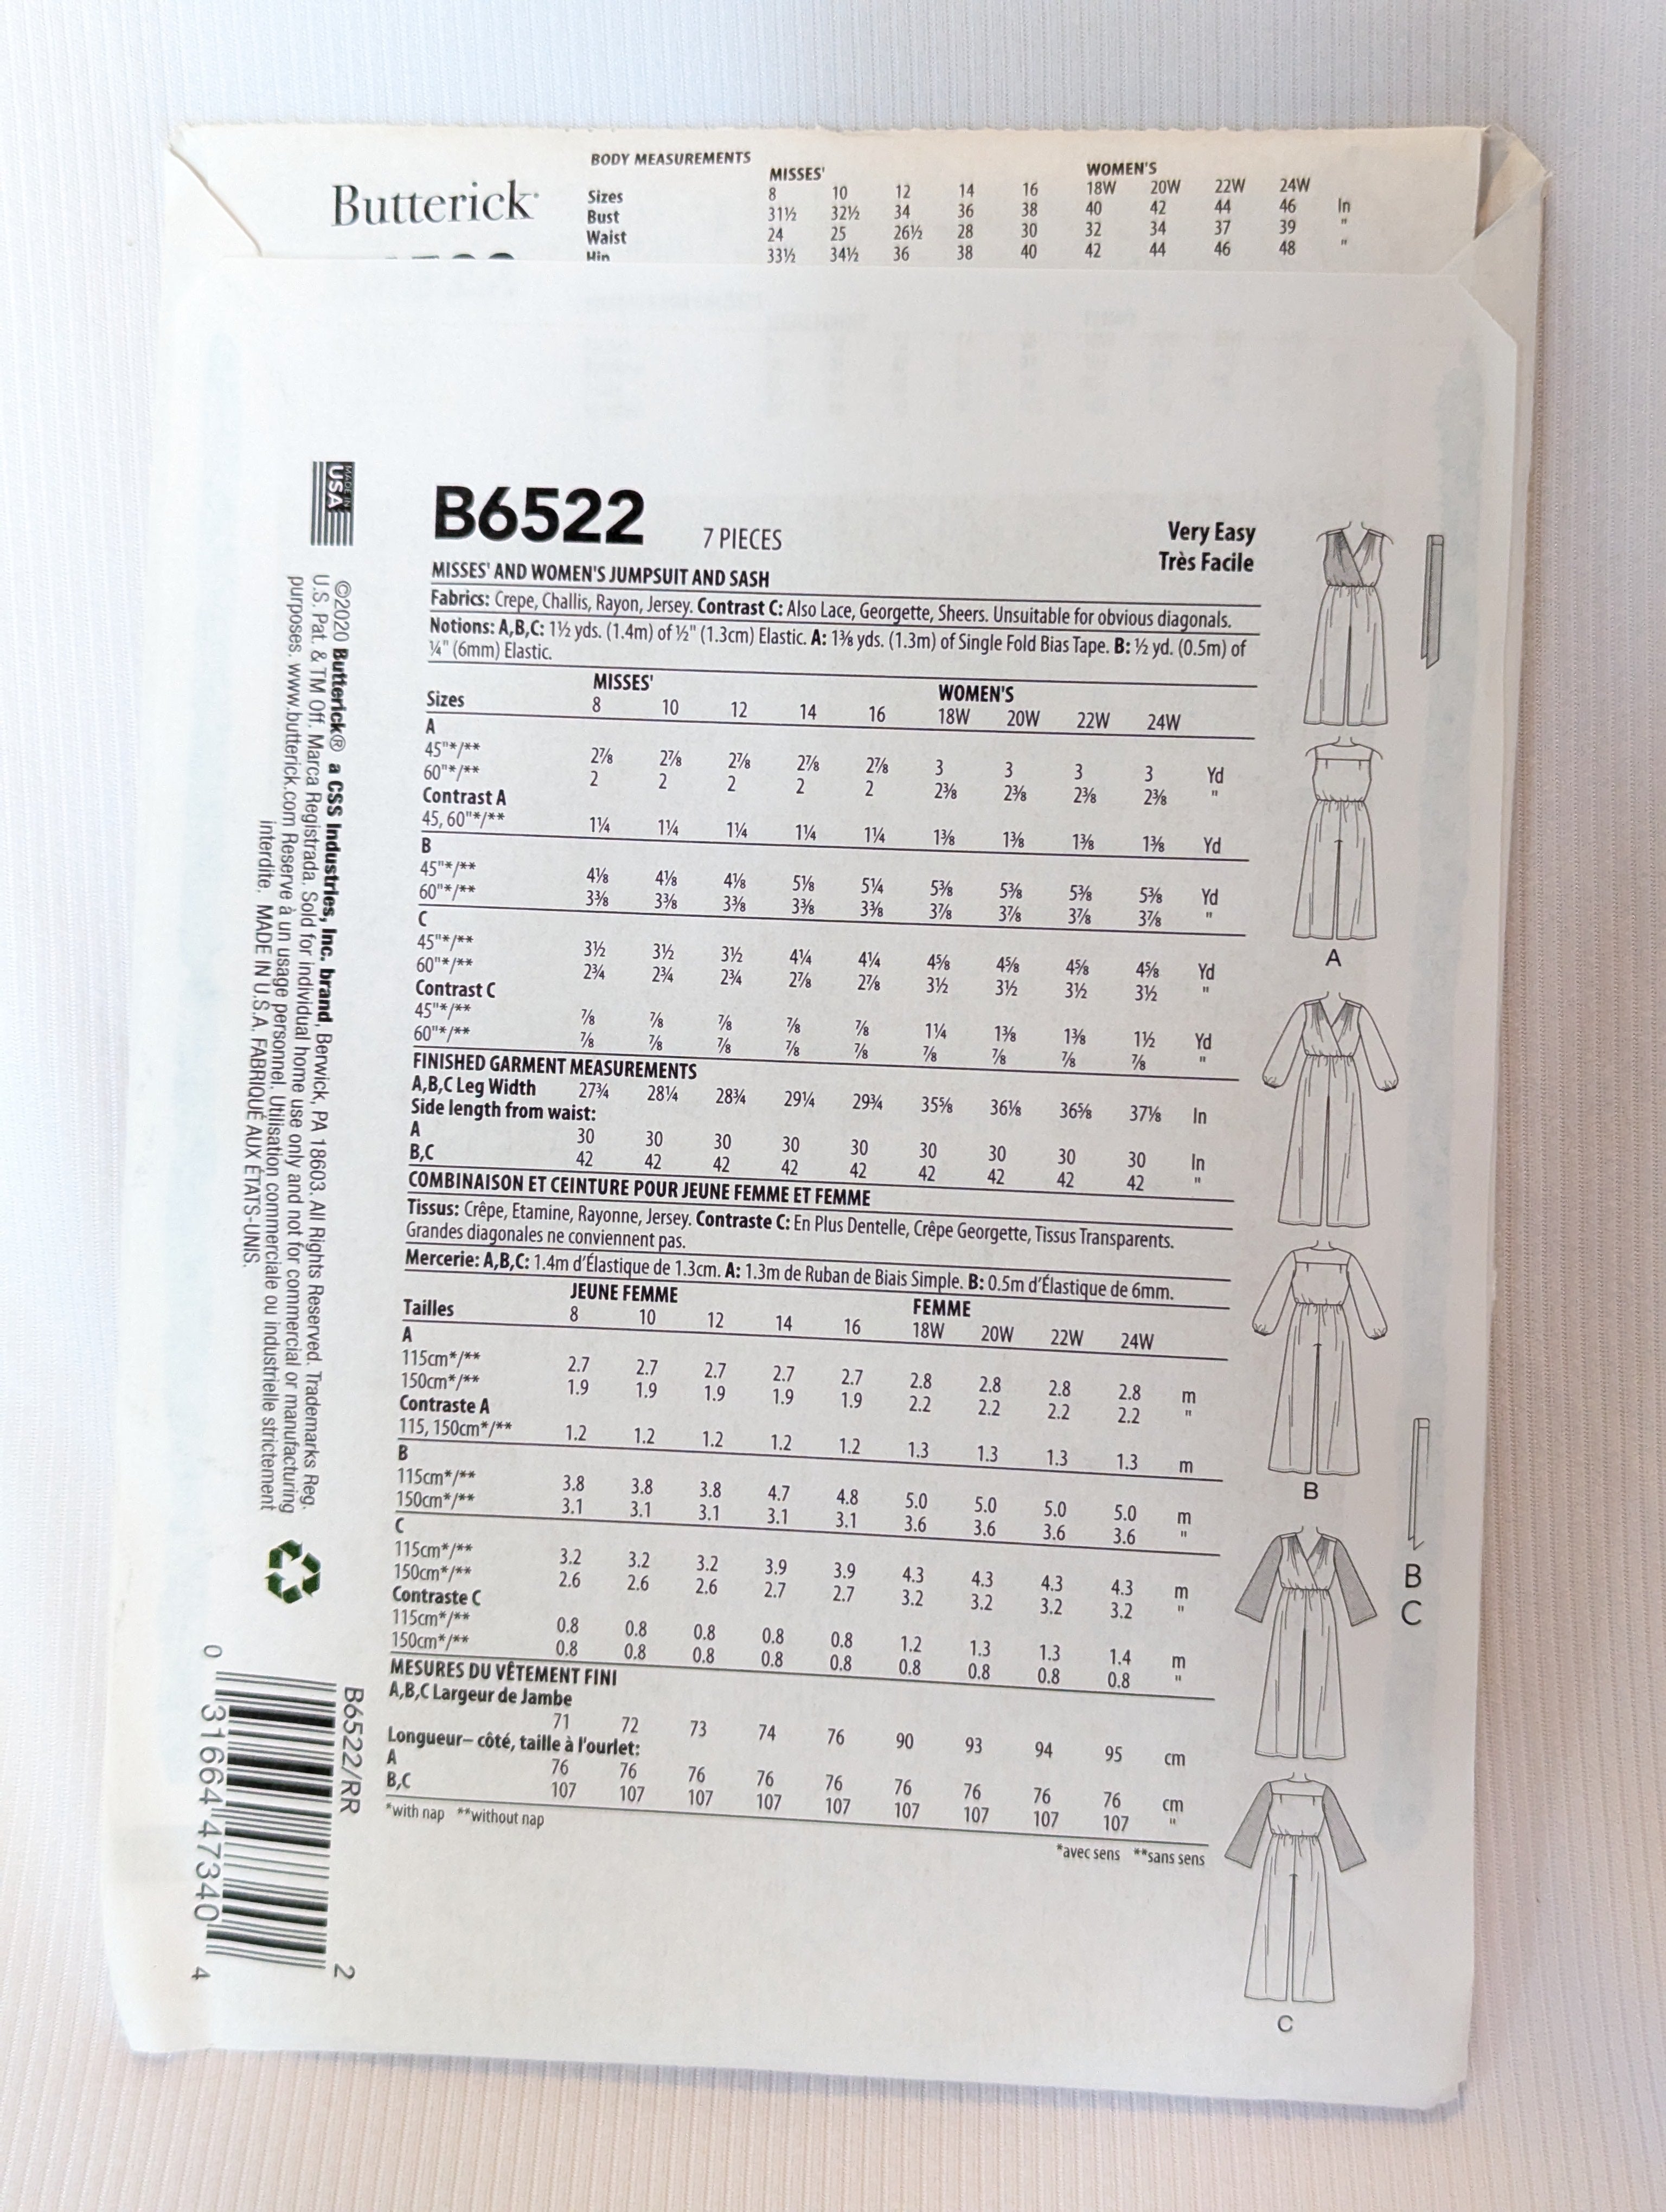 Butterick®
BODY MEASUREMENTS
MISSES' WOMEN'S
Sizes 8 10 12 14 16 18W 20W 22W 24W
Bust 31½ 32½ 34 36 38 40 42 44 46 In
Waist 24 25 26½ 28 30 32 34 37 39 "
Hip 33½ 34½ 36 38 40 42 44 46 48 "
B6522 7 PIECES
Very Easy
Très Facile
MISSES' AND WOMEN'S JUMPSUIT AND SASH
Fabrics: Crepe, Challis, Rayon, Jersey. Contrast C: Also Lace, Georgette, Sheers. Unsuitable for obvious diagonals.
Notions: A,B,C: 1½ yds. (1.4m) of ½" (1.3cm) Elastic. A: 1⅜ yds. (1.3m) of Single Fold Bias Tape. B: ½ yd. (0.5m) of
¼" (6mm) Elastic.
MISSES' WOMEN'S
Sizes 8 10 12 14 16 18W 20W 22W 24W
A
45"*/** 2⅞ 2⅞ 2⅞ 2⅞ 2⅞ 3 3 3 3 Yd
60"*/** 2 2 2 2 2 2⅜ 2⅜ 2⅜ 2⅜ "
Contrast A
45, 60"*/** 1¼ 1¼ 1¼ 1¼ 1¼ 1⅜ 1⅜ 1⅜ 1⅜ Yd
B
45"*/** 4⅛ 4⅛ 4⅛ 5⅛ 5¼ 5⅜ 5⅜ 5⅜ 5⅜ Yd
60"*/** 3⅜ 3⅜ 3⅜ 3⅜ 3⅜ 3⅞ 3⅞ 3⅞ 3⅞ "
C
45"*/** 3½ 3½ 3½ 4¼ 4¼ 4⅝ 4⅝ 4⅝ 4⅝ Yd
60"*/** 2¾ 2¾ 2¾ 2⅞ 2⅞ 3½ 3½ 3½ 3½ "
Contrast C
45"*/** ⅞ ⅞ ⅞ ⅞ ⅞ 1¼ 1⅜ 1⅜ 1½ Yd
60"*/** ⅞ ⅞ ⅞ ⅞ ⅞ ⅞ ⅞ ⅞ ⅞ "
FINISHED GARMENT MEASUREMENTS
A,B,C Leg Width 27¾ 28¼ 28¾ 29¼ 29¾ 35⅝ 36⅛ 36⅝ 37⅛ In
Side length from waist:
A 30 30 30 30 30 30 30 30 30 In
B,C 42 42 42 42 42 42 42 42 42 "
COMBINAISON ET CEINTURE POUR JEUNE FEMME ET FEMME
Tissus: Crêpe, Etamine, Rayonne, Jersey. Contraste C: En Plus Dentelle, Crêpe Georgette, Tissus Transparents.
Grandes diagonales ne conviennent pas.
Mercerie: A,B,C: 1.4m d'Élastique de 1.3cm. A: 1.3m de Ruban de Biais Simple. B: 0.5m d'Élastique de 6mm.
JEUNE FEMME FEMME
Tailles 8 10 12 14 16 18W 20W 22W 24W
A
115cm*/** 2.7 2.7 2.7 2.7 2.7 2.8 2.8 2.8 2.8 m
150cm*/** 1.9 1.9 1.9 1.9 1.9 2.2 2.2 2.2 2.2 "
Contraste A
115, 150cm*/** 1.2 1.2 1.2 1.2 1.2 1.3 1.3 1.3 1.3 m
B
115cm*/** 3.8 3.8 3.8 4.7 4.8 5.0 5.0 5.0 5.0 m
150cm*/** 3.1 3.1 3.1 3.1 3.1 3.6 3.6 3.6 3.6 "
C
115cm*/** 3.2 3.2 3.2 3.9 3.9 4.3 4.3 4.3 4.3 m
150cm*/** 2.6 2.6 2.6 2.7 2.7 3.2 3.2 3.2 3.2 "
Contraste C
115cm*/** 0.8 0.8 0.8 0.8 0.8 1.2 1.3 1.3 1.4 m
150cm*/** 0.8 0.8 0.8 0.8 0.8 0.8 0.8 0.8 0.8 "
MESURES DU VÊTEMENT FINI
A,B,C Largeur de Jambe
71 72 73 74 76 90 93 94 95 cm
Longueur– côté, taille à l'ourlet:
A 76 76 76 76 76 76 76 76 76 cm
B,C 107 107 107 107 107 107 107 107 107 "
*with nap **without nap
*avec sens **sans sens
A
B
B
C
C
MADE IN
USA
©2020 Butterick® a CSS Industries, Inc. brand, Berwick, PA 18603. All Rights Reserved. Trademarks Reg.
U.S. Pat. & TM Off. Marca Registrada. Sold for individual home use only and not for commercial or manufacturing
purposes. www.butterick.com Reserve à un usage personnel. Utilisation commerciale ou industrielle strictement
interdite. MADE IN U.S.A. FABRIQUÉ AUX ÉTATS-UNIS.
B6522/RR
2
0 31664 47340 4